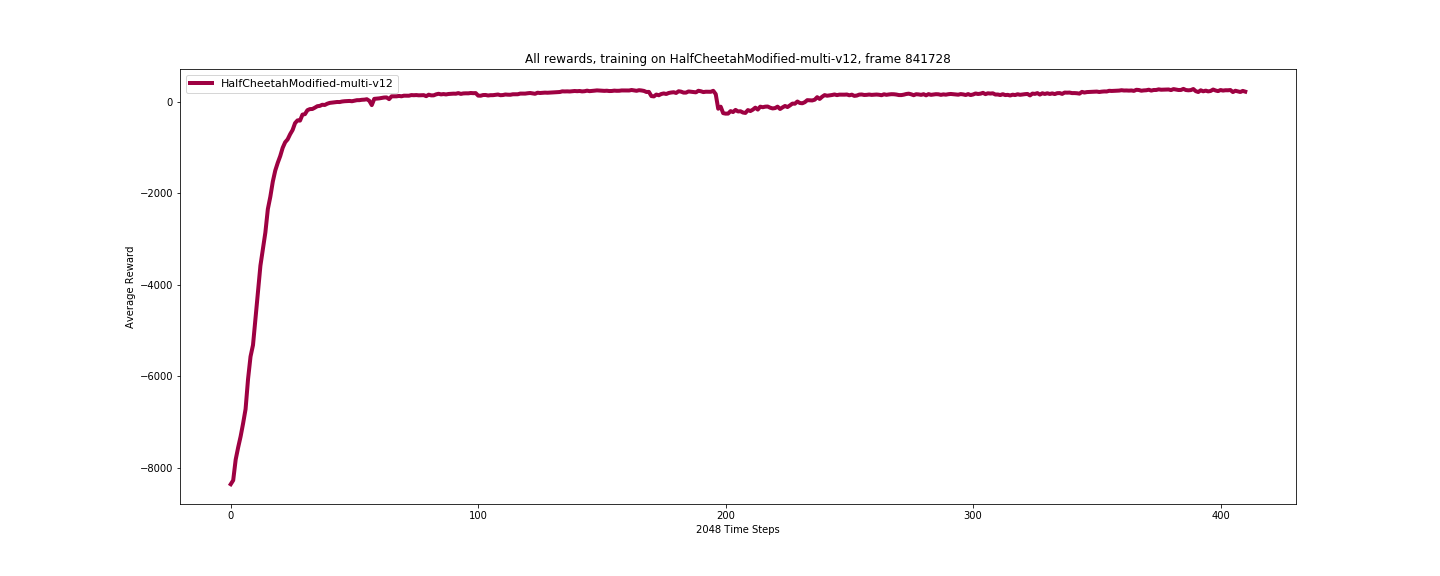 All rewards, training on HalfCheetahModified-multi-v12, frame 841728
HalfCheetahModified-multi-v12
0
−2000
−4000
−6000
−8000
Average Reward
0 100 200 300 400
2048 Time Steps